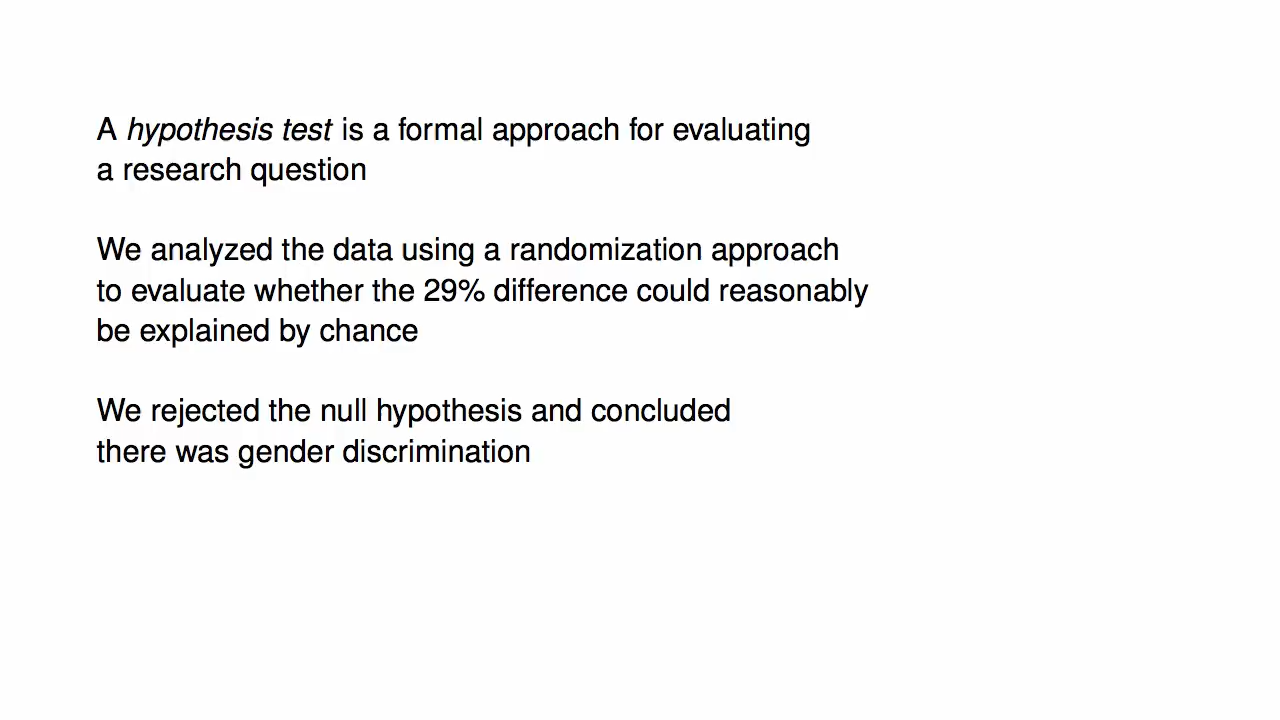 A hypothesis test is a formal approach for evaluating
a research question
We analyzed the data using a randomization approach
to evaluate whether the 29% difference could reasonably
be explained by chance
We rejected the null hypothesis and concluded
there was gender discrimination